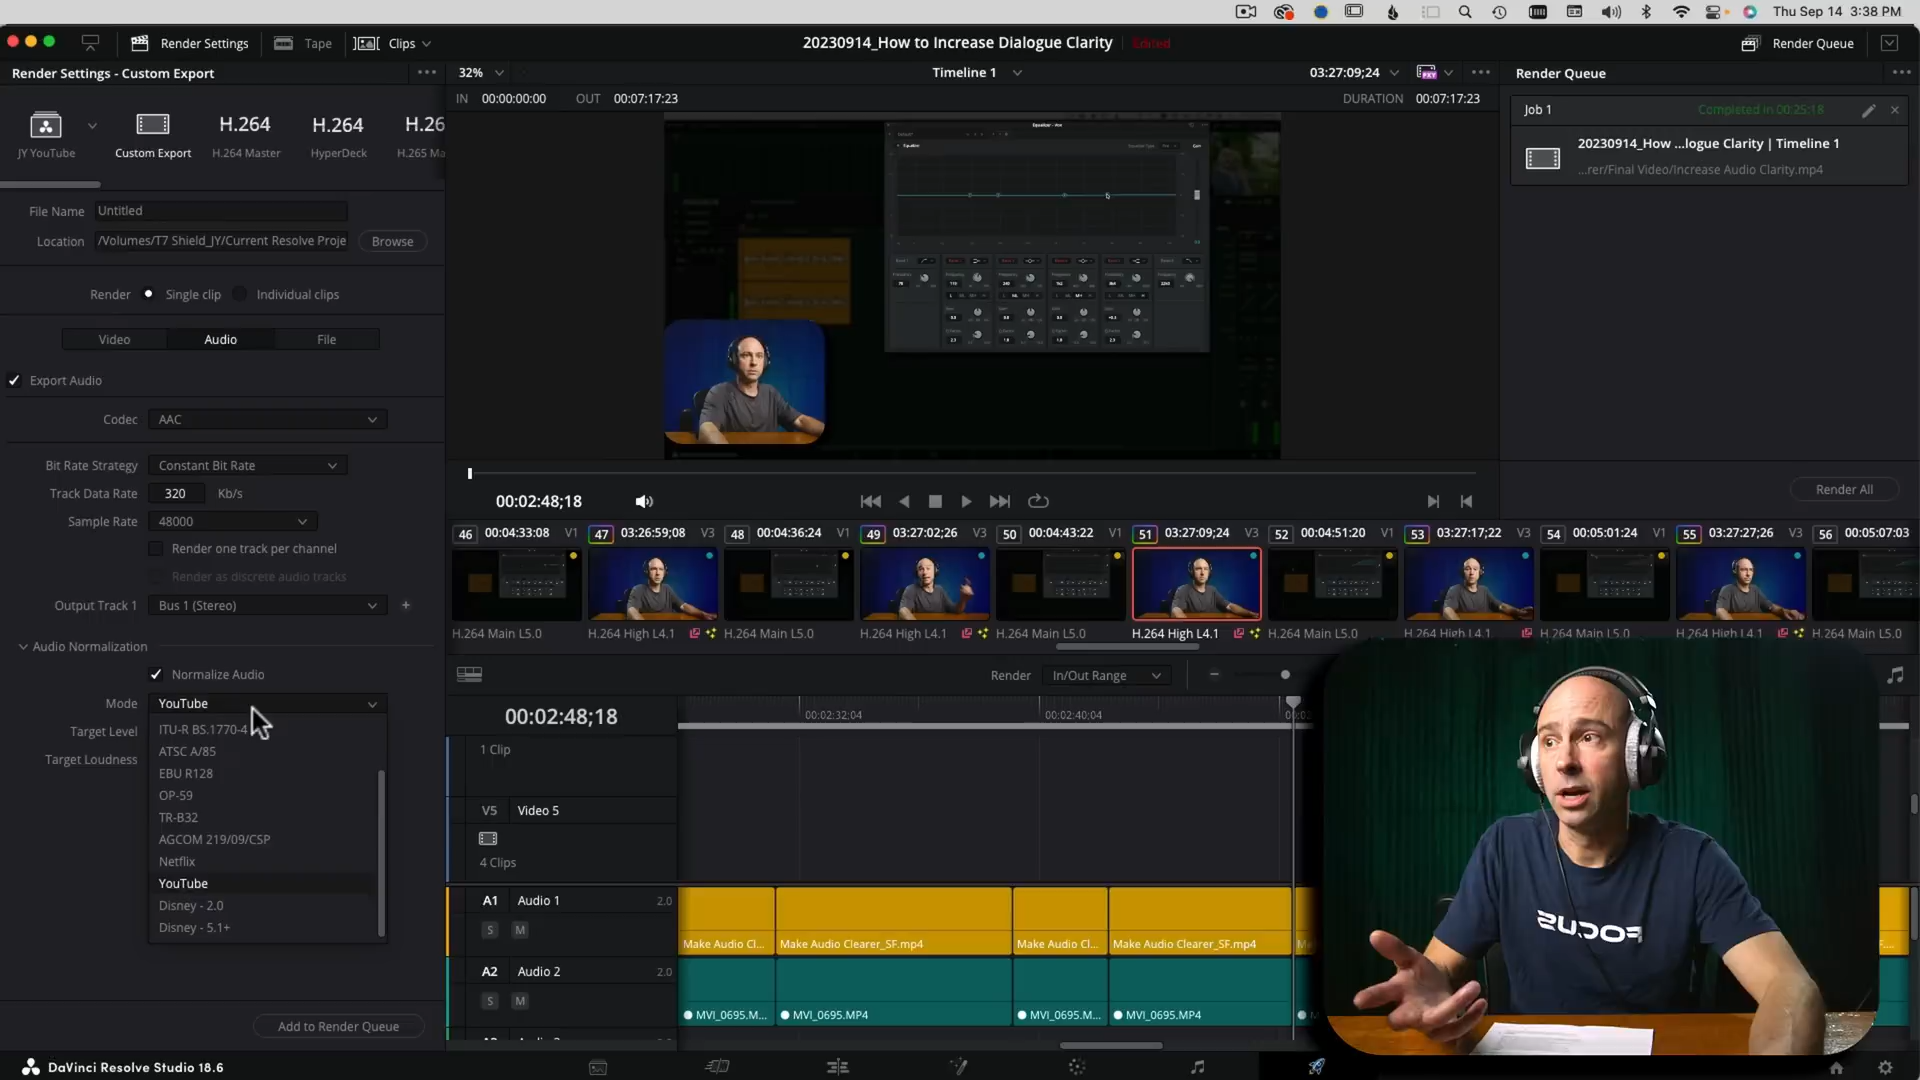 Thu Sep 14 3:38 PM
Render Settings
Tape
Clips
20230914_How to Increase Dialogue Clarity
Edited
Render Queue
Render Settings - Custom Export
32%
Timeline 1
03:27:09;24
Render Queue
IN 00:00:00:00
OUT 00:07:17:23
DURATION 00:07:17:23
JY YouTube
Custom Export
H.264
H.264 Master
H.264
HyperDeck
H.26
H.265 Ma
Job 1
Completed in 00:25:18
20230914_How ...logue Clarity | Timeline 1
...rer/Final Video/Increase Audio Clarity.mp4
File Name Untitled
Location /Volumes/T7 Shield_JY/Current Resolve Proje
Browse
Render Single clip Individual clips
Video Audio File
Export Audio
Codec AAC
Bit Rate Strategy Constant Bit Rate
Track Data Rate 320 Kb/s
Sample Rate 48000
Render one track per channel
Render as discrete audio tracks
Output Track 1 Bus 1 (Stereo)
Audio Normalization
Normalize Audio
Mode YouTube
Target Level
Target Loudness
ITU-R BS.1770-4
ATSC A/85
EBU R128
OP-59
TR-B32
AGCOM 219/09/CSP
Netflix
YouTube
Disney - 2.0
Disney - 5.1+
Add to Render Queue
00:02:48;18
Render All
46 00:04:33:08 V1
47 03:26:59;08 V3
48 00:04:36:24 V1
49 03:27:02;26 V3
50 00:04:43:22 V1
51 03:27:09;24 V3
52 00:04:51:20 V1
53 03:27:17;22 V3
54 00:05:01:24 V1
55 03:27:27;26 V3
56 00:05:07:03
H.264 Main L5.0
H.264 High L4.1
H.264 Main L5.0
H.264 High L4.1
H.264 Main L5.0
H.264 High L4.1
H.264 Main L5.0
H.264 High L4.1
H.264 Main L5.0
H.264 High L4.1
H.264 Main L5.0
Render In/Out Range
00:02:48;18
00:02:32;04
00:02:40;04
1 Clip
V5 Video 5
4 Clips
A1 Audio 1 2.0
S M
Make Audio Cl...
Make Audio Clearer_SF.mp4
Make Audio Cl...
Make Audio Clearer_SF.mp4
A2 Audio 2 2.0
S M
MVI_0695.M...
MVI_0695.MP4
MVI_0695.M...
MVI_0695.MP4
FOCUS
DaVinci Resolve Studio 18.6